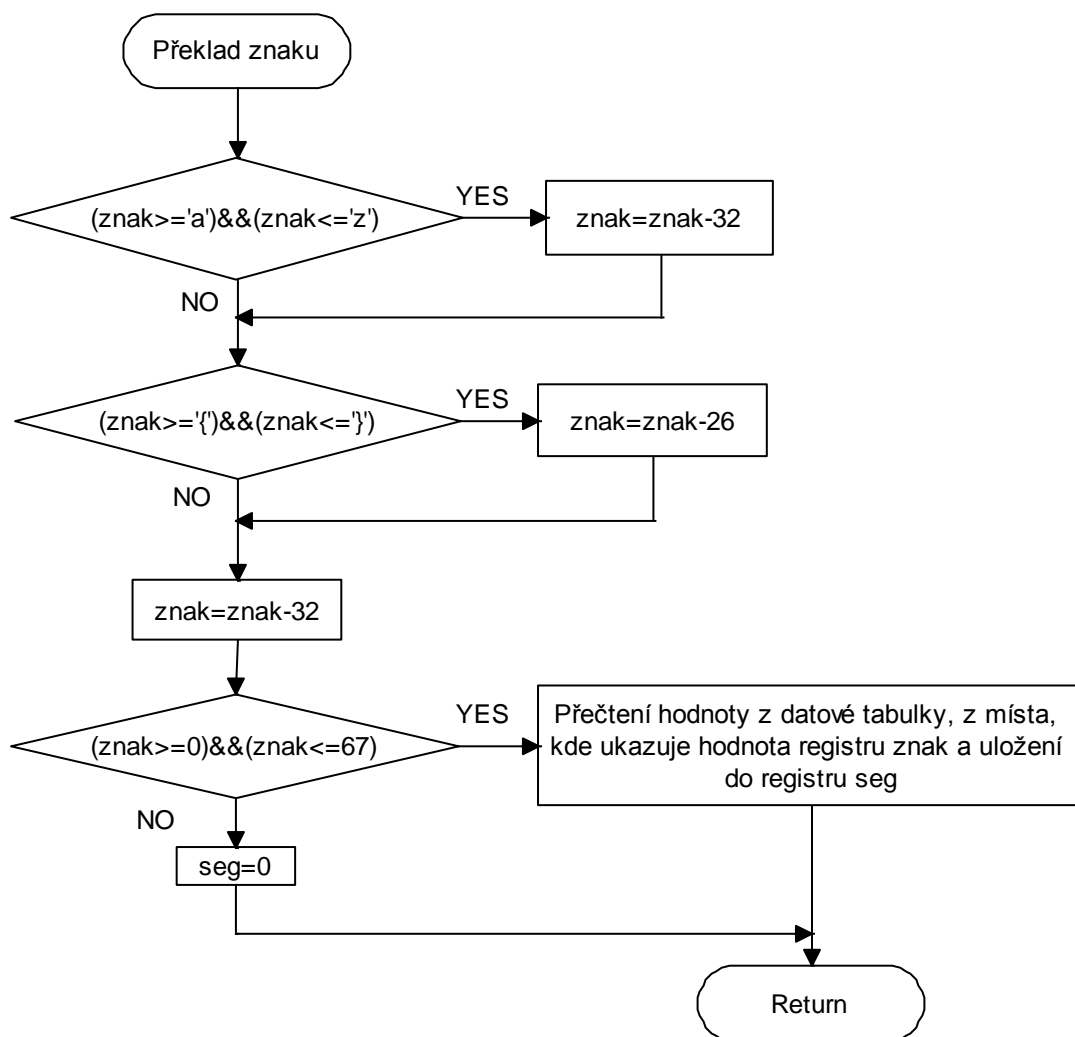 Překlad znaku
(znak>='a')&&(znak<='z')
YES
znak=znak-32
NO
(znak>='{')&&(znak<='}')
YES
znak=znak-26
NO
znak=znak-32
(znak>=0)&&(znak<=67)
YES
Přečtení hodnoty z datové tabulky, z místa,
kde ukazuje hodnota registru znak a uložení
do registru seg
NO
seg=0
Return